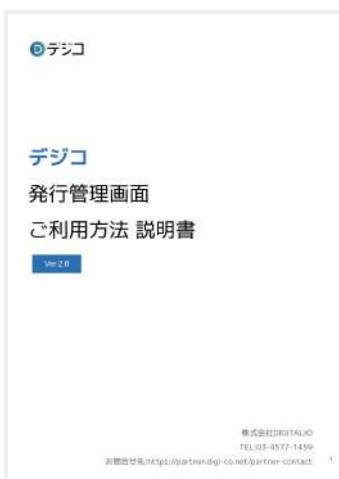 デジコ
デジコ
発行管理画面
ご利用方法 説明書
Ver.2.8
株式会社DIGITALIO
TEL:03-4577-1459
お問合せ先:https://partner.digi-co.net/partner-contact
1